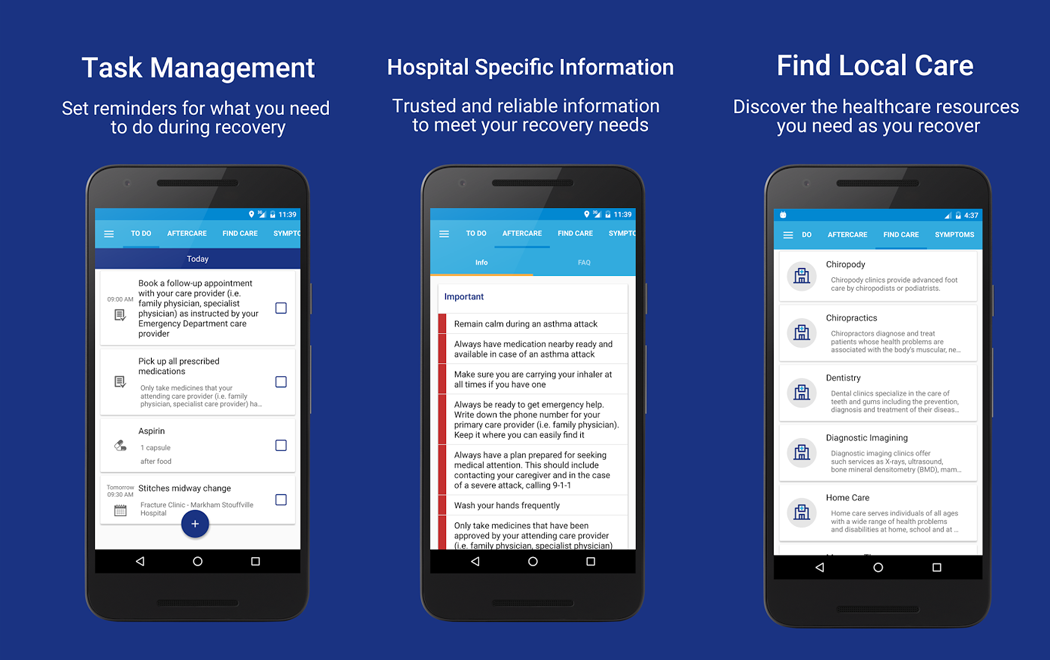 Task Management
Set reminders for what you need
to do during recovery
11:39
TO DO AFTERCARE FIND CARE SYMPTO
Today
09:00 AM
Book a follow-up appointment
with your care provider (i.e.
family physician, specialist
physician) as instructed by your
Emergency Department care
provider
Pick up all prescribed
medications
Only take medicines that your
attending care provider (i.e. family
physician, specialist care provider) ha...
Aspirin
1 capsule
after food
Tomorrow
09:30 AM
Stitches midway change
Fracture Clinic - Markham Stouffville
Hospital
+
Hospital Specific Information
Trusted and reliable information
to meet your recovery needs
11:39
TO DO AFTERCARE FIND CARE SYMPTO
Info FAQ
Important
Remain calm during an asthma attack
Always have medication nearby ready and
available in case of an asthma attack
Make sure you are carrying your inhaler at
all times if you have one
Always be ready to get emergency help.
Write down the phone number for your
primary care provider (i.e. family physician).
Keep it where you can easily find it
Always have a plan prepared for seeking
medical attention. This should include
contacting your caregiver and in the case
of a severe attack, calling 9-1-1
Wash your hands frequently
Only take medicines that have been
approved by your attending care provider
(i.e. family physician, specialist physician)
Find Local Care
Discover the healthcare resources
you need as you recover
4:37
DO AFTERCARE FIND CARE SYMPTOMS
Chiropody
Chiropody clinics provide advanced foot
care by chiropodists or podiatrists.
Chiropractics
Chiropractors diagnose and treat
patients whose health problems are
associated with the body's muscular, ne...
Dentistry
Dental clinics specialize in the care of
teeth and gums including the prevention,
diagnosis and treatment of their diseas...
Diagnostic Imagining
Diagnostic imaging clinics offer
such services as X-rays, ultrasound,
bone mineral densitometry (BMD), mam...
Home Care
Home care serves individuals of all ages
with a wide range of health problems
and disabilities at home, school and at ...